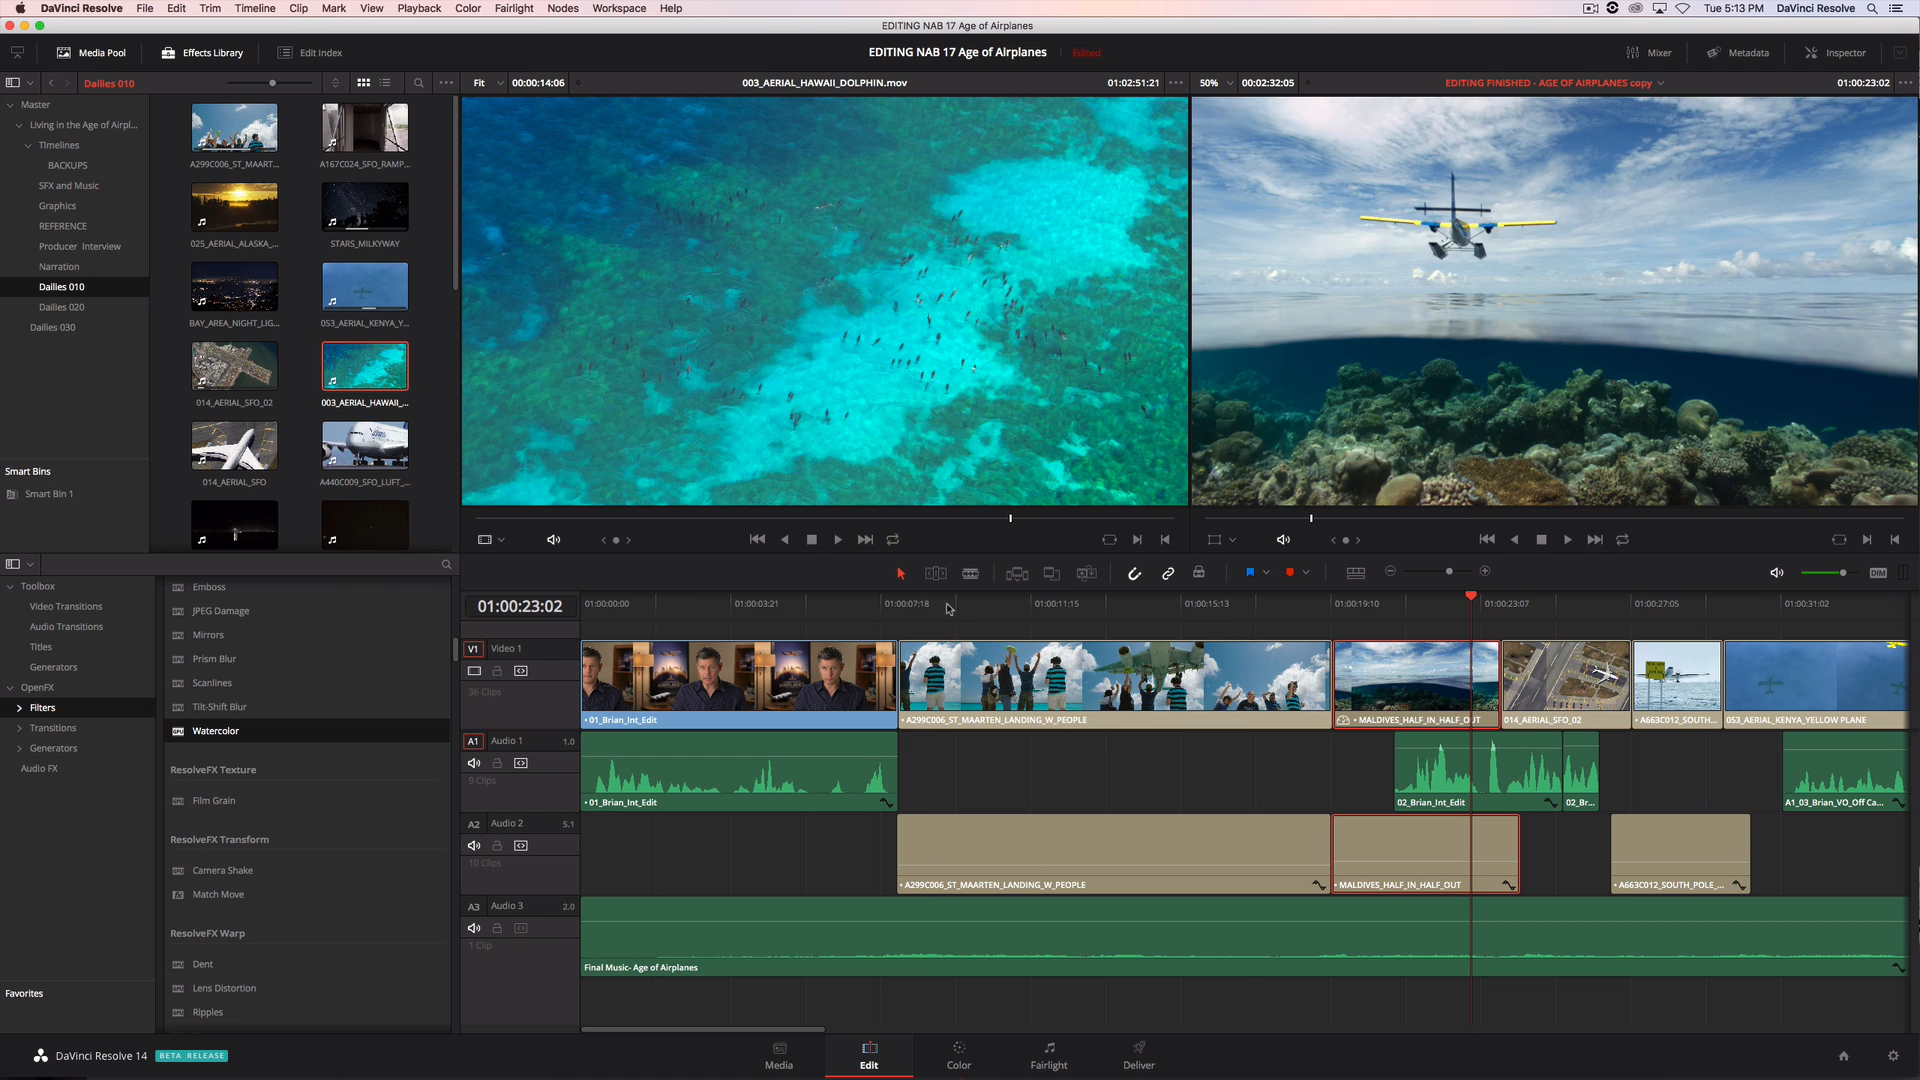 DaVinci Resolve File Edit Trim Timeline Clip Mark View Playback Color Fairlight Nodes Workspace Help
Tue 5:13 PM DaVinci Resolve
EDITING NAB 17 Age of Airplanes
Media Pool Effects Library Edit Index
EDITING NAB 17 Age of Airplanes Edited
Mixer Metadata Inspector
Dailies 010
Fit 00:00:14:06 003_AERIAL_HAWAII_DOLPHIN.mov 01:02:51:21
50% 00:02:32:05 EDITING FINISHED - AGE OF AIRPLANES copy 01:00:23:02
Master
Living in the Age of Airpl...
TImelines
BACKUPS
SFX and Music
Graphics
REFERENCE
Producer Interview
Narration
Dailies 010
Dailies 020
Dailies 030
Smart Bins
Smart Bin 1
A299C006_ST_MAART... A167C024_SFO_RAMP...
025_AERIAL_ALASKA_... STARS_MILKYWAY
BAY_AREA_NIGHT_LIG... 053_AERIAL_KENYA_Y...
014_AERIAL_SFO_02 003_AERIAL_HAWAII_...
014_AERIAL_SFO A440C009_SFO_LUFT_...
Toolbox
Video Transitions
Audio Transitions
Titles
Generators
OpenFX
Filters
Transitions
Generators
Audio FX
Favorites
Emboss
JPEG Damage
Mirrors
Prism Blur
Scanlines
Tilt-Shift Blur
Watercolor
ResolveFX Texture
Film Grain
ResolveFX Transform
Camera Shake
Match Move
ResolveFX Warp
Dent
Lens Distortion
Ripples
DIM
01:00:23:02
01:00:00:00 01:00:03:21 01:00:07:18 01:00:11:15 01:00:15:13 01:00:19:10 01:00:23:07 01:00:27:05 01:00:31:02
V1 Video 1
36 Clips
• 01_Brian_Int_Edit • A299C006_ST_MAARTEN_LANDING_W_PEOPLE • MALDIVES_HALF_IN_HALF_OUT 014_AERIAL_SFO_02 • A663C012_SOUTH... 053_AERIAL_KENYA_YELLOW PLANE
A1 Audio 1 1.0
9 Clips
• 01_Brian_Int_Edit 02_Brian_Int_Edit 02_Br... A1_03_Brian_VO_Off Ca...
A2 Audio 2 5.1
10 Clips
• A299C006_ST_MAARTEN_LANDING_W_PEOPLE • MALDIVES_HALF_IN_HALF_OUT • A663C012_SOUTH_POLE_...
A3 Audio 3 2.0
1 Clip
Final Music- Age of Airplanes
DaVinci Resolve 14 BETA RELEASE
Media Edit Color Fairlight Deliver